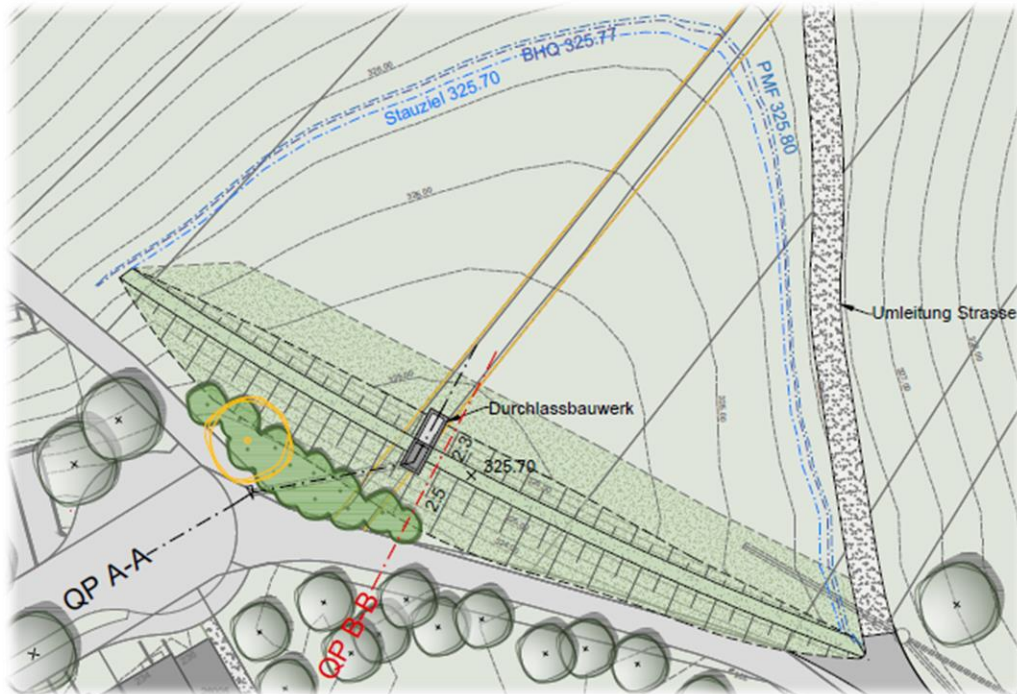 BHQ 325.77
Stauziel 325.70
PMF 325.80
Umleitung Strasse
Durchlassbauwerk
2:3
325.70
2:5
QP A-A
QP B-B